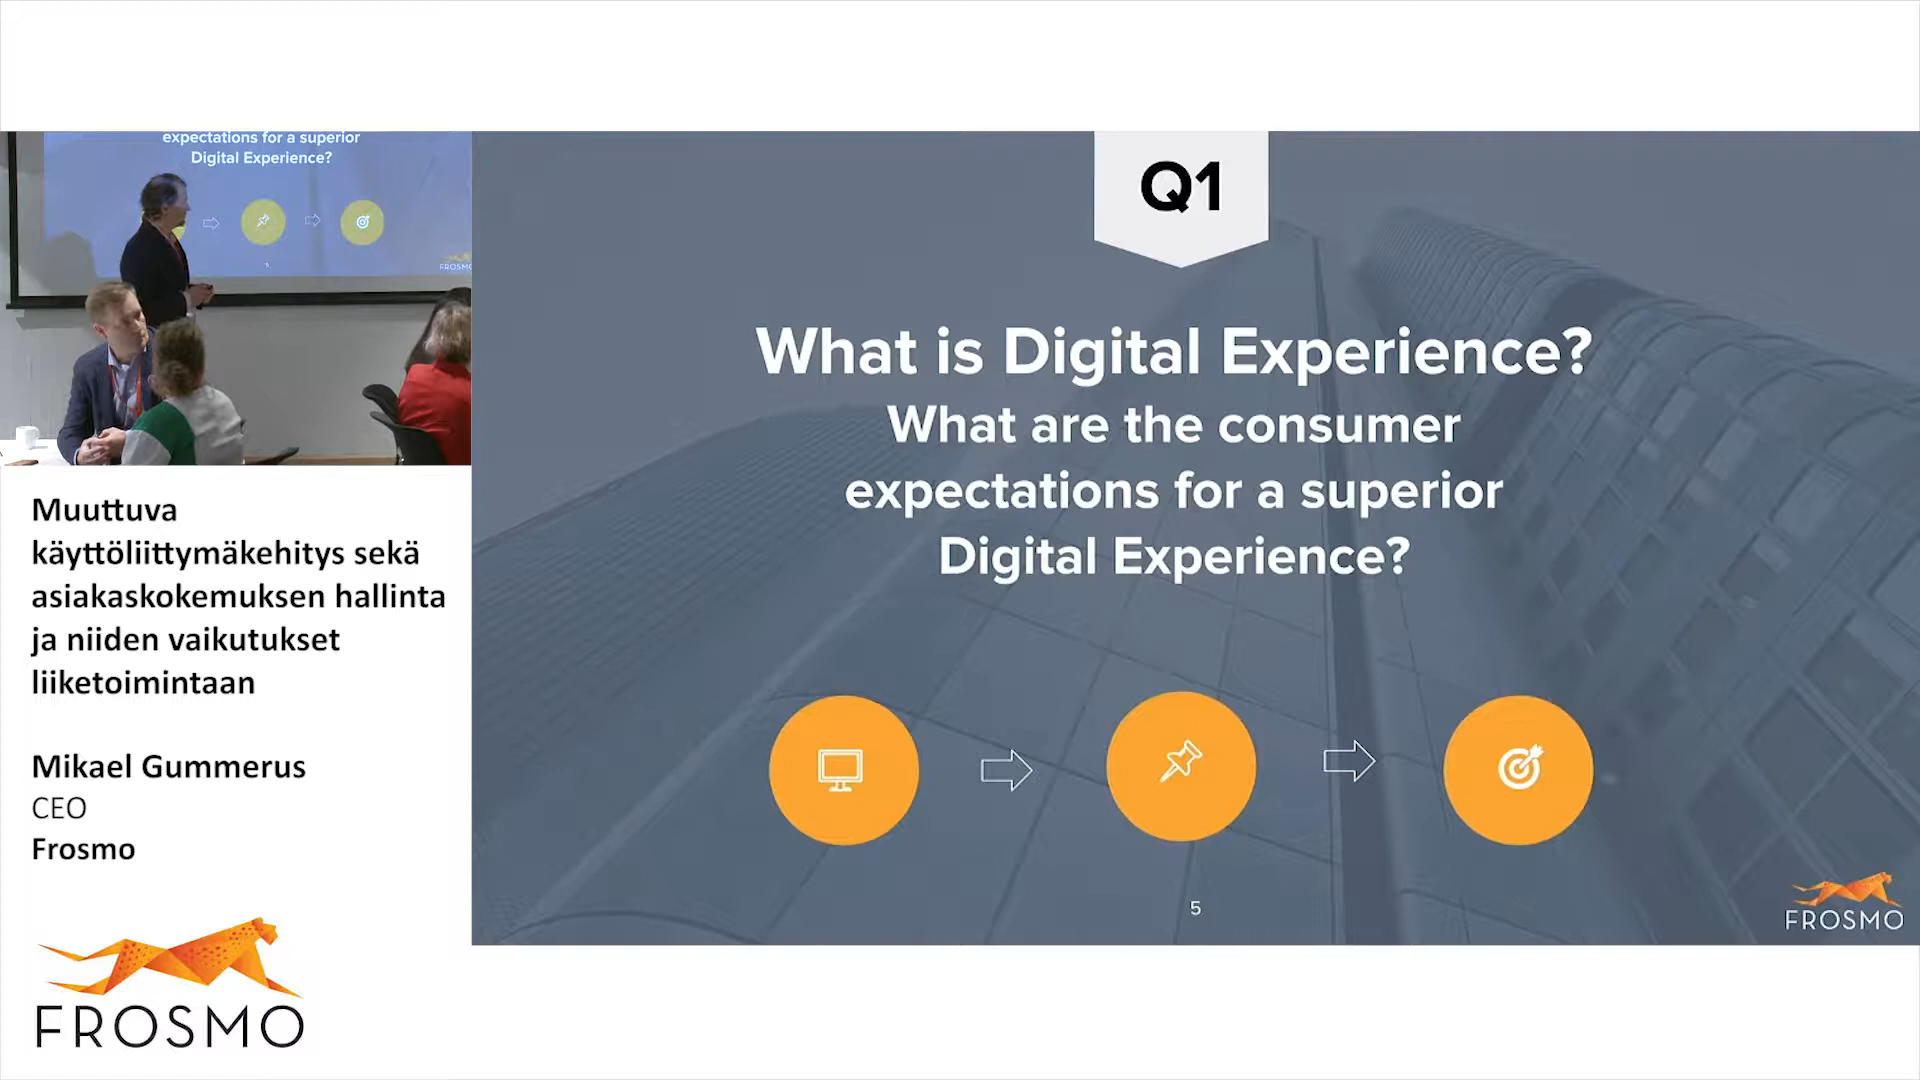 expectations for a superior
Digital Experience?
FROSMO
Muuttuva
käyttöliittymäkehitys sekä
asiakaskokemuksen hallinta
ja niiden vaikutukset
liiketoimintaan
Mikael Gummerus
CEO
Frosmo
FROSMO
Q1
What is Digital Experience?
What are the consumer
expectations for a superior
Digital Experience?
5
FROSMO